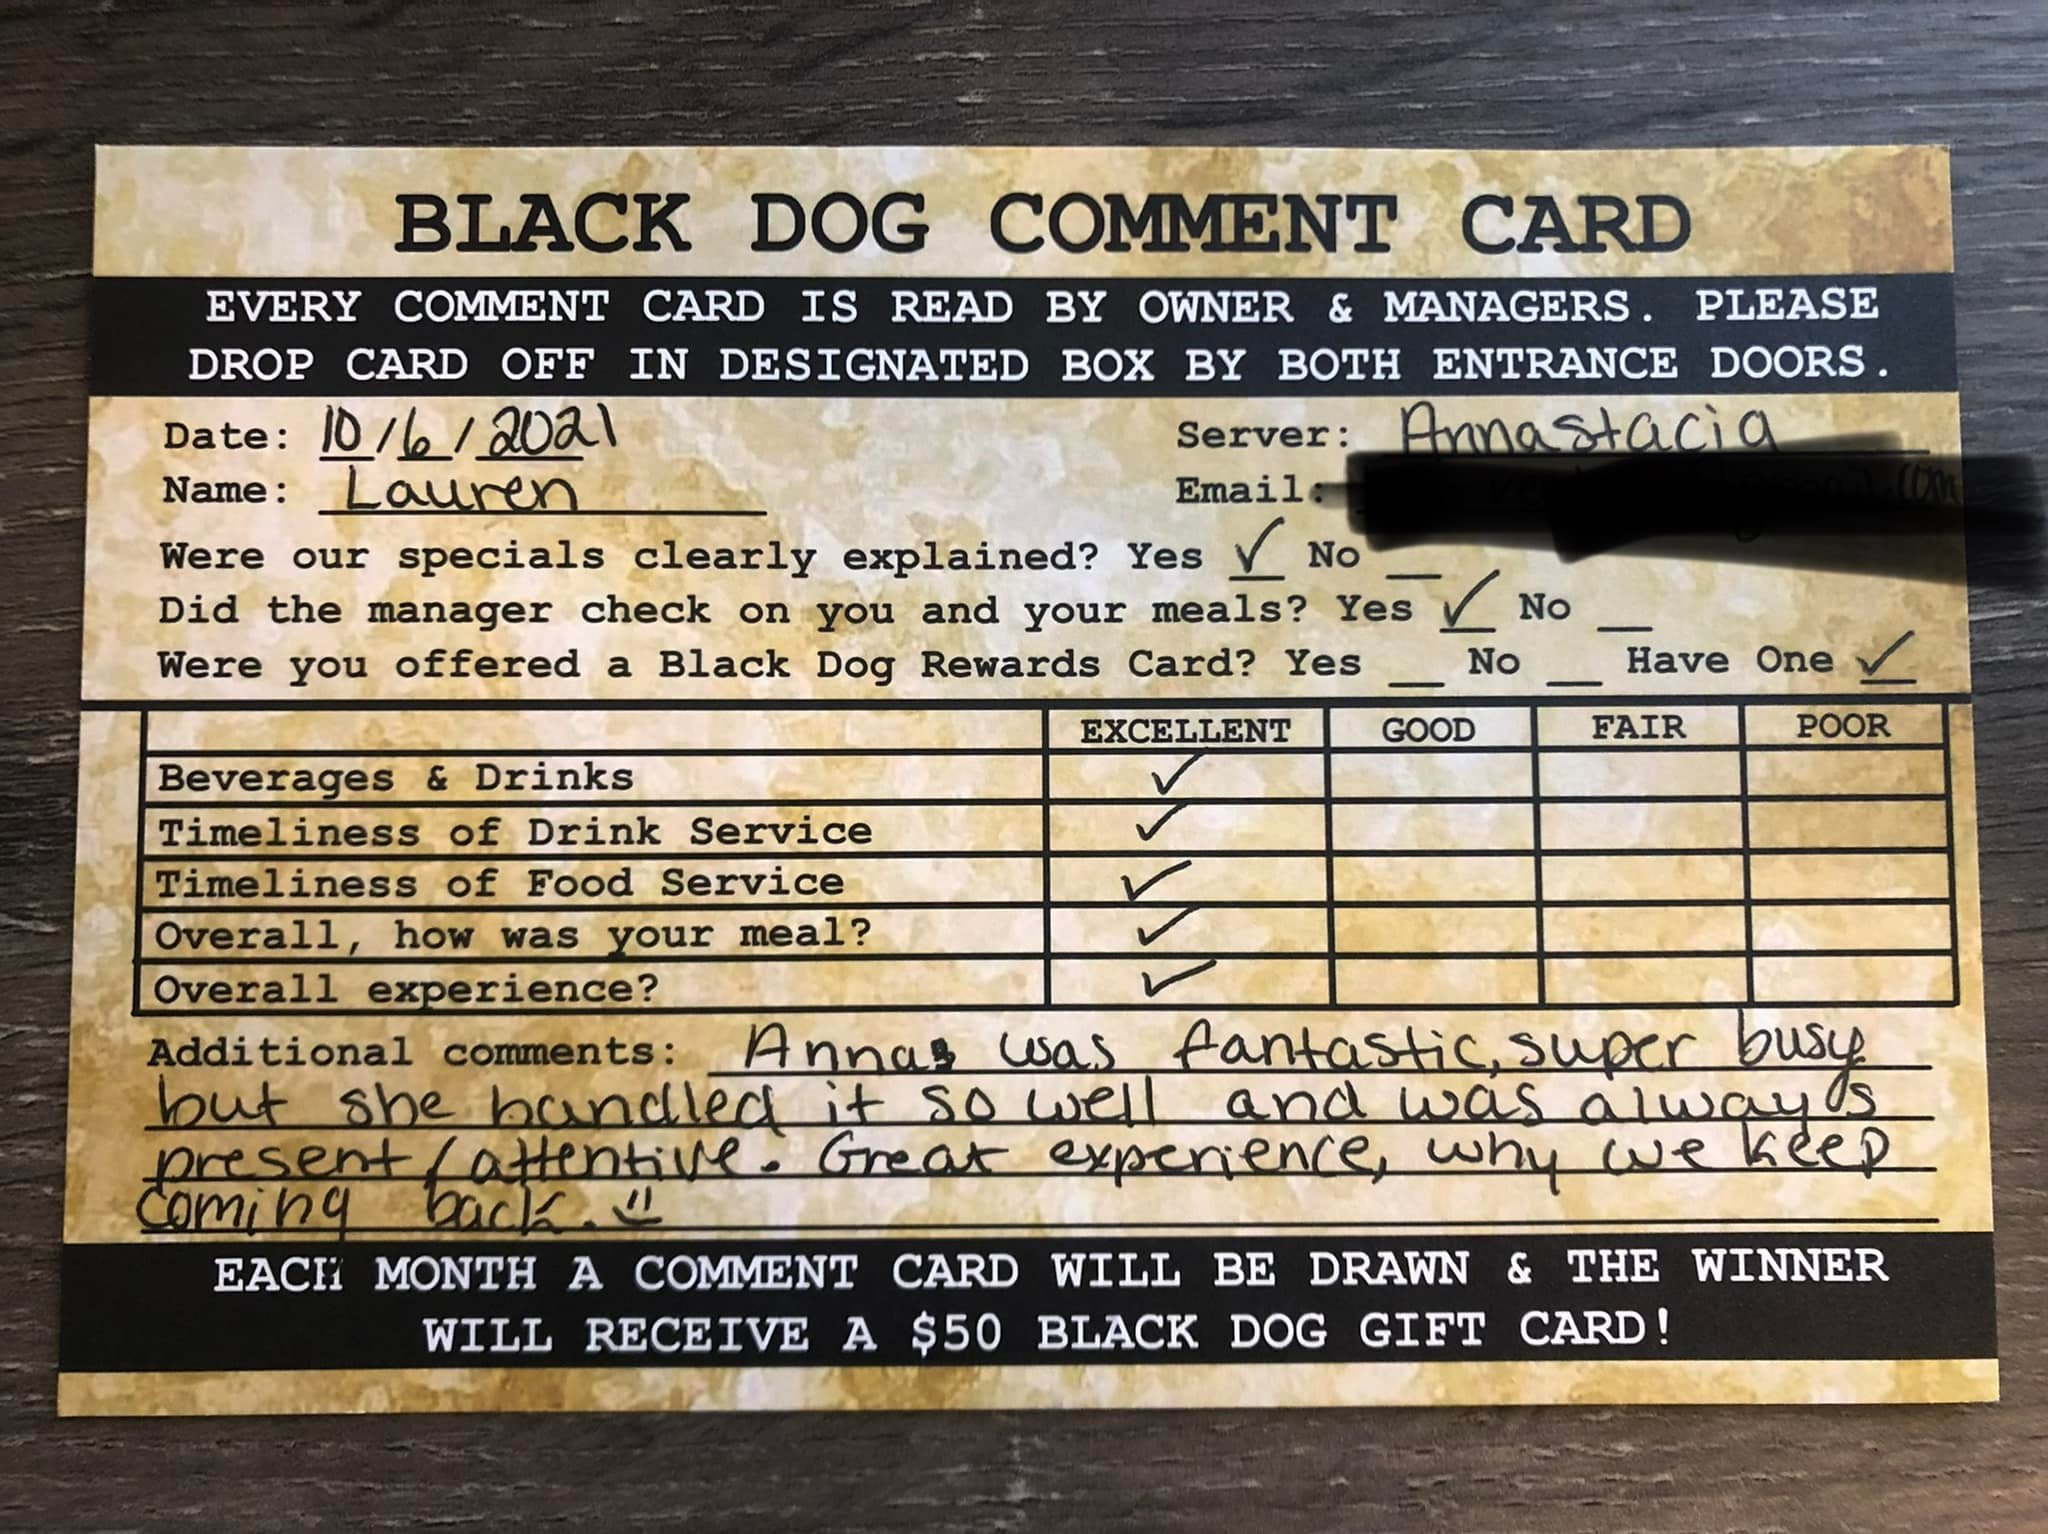 BLACK DOG COMMENT CARD
EVERY COMMENT CARD IS READ BY OWNER & MANAGERS. PLEASE
DROP CARD OFF IN DESIGNATED BOX BY BOTH ENTRANCE DOORS.
Date: 10/6/2021 Server: Annastacia
Name: Lauren Email:
Were our specials clearly explained? Yes ✓ No __
Did the manager check on you and your meals? Yes ✓ No __
Were you offered a Black Dog Rewards Card? Yes __ No __ Have One ✓
EXCELLENT GOOD FAIR POOR
Beverages & Drinks ✓
Timeliness of Drink Service ✓
Timeliness of Food Service ✓
Overall, how was your meal? ✓
Overall experience? ✓
Additional comments: Anna was fantastic, super busy
but she handled it so well and was always
present/attentive. Great experience, why we keep
coming back. :)
EACH MONTH A COMMENT CARD WILL BE DRAWN & THE WINNER
WILL RECEIVE A $50 BLACK DOG GIFT CARD!